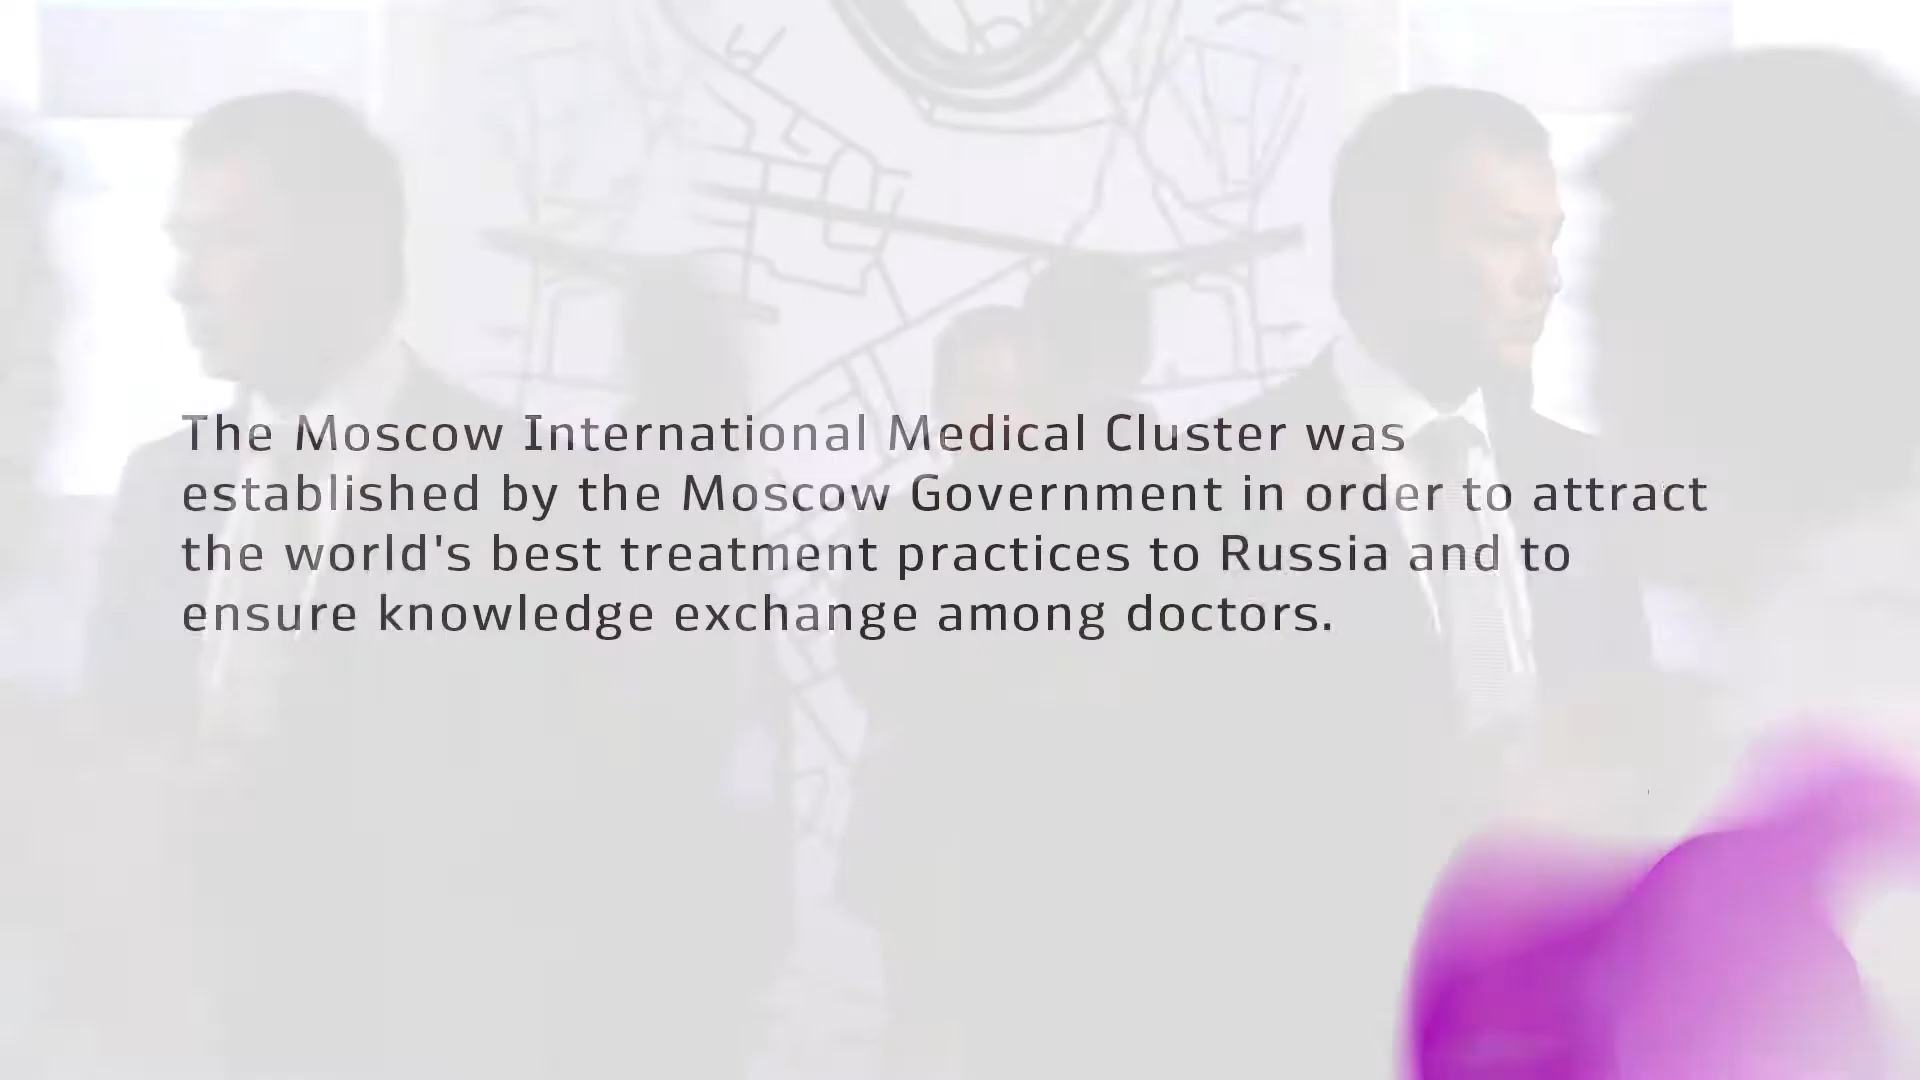 The Moscow International Medical Cluster was
established by the Moscow Government in order to attract
the world's best treatment practices to Russia and to
ensure knowledge exchange among doctors.